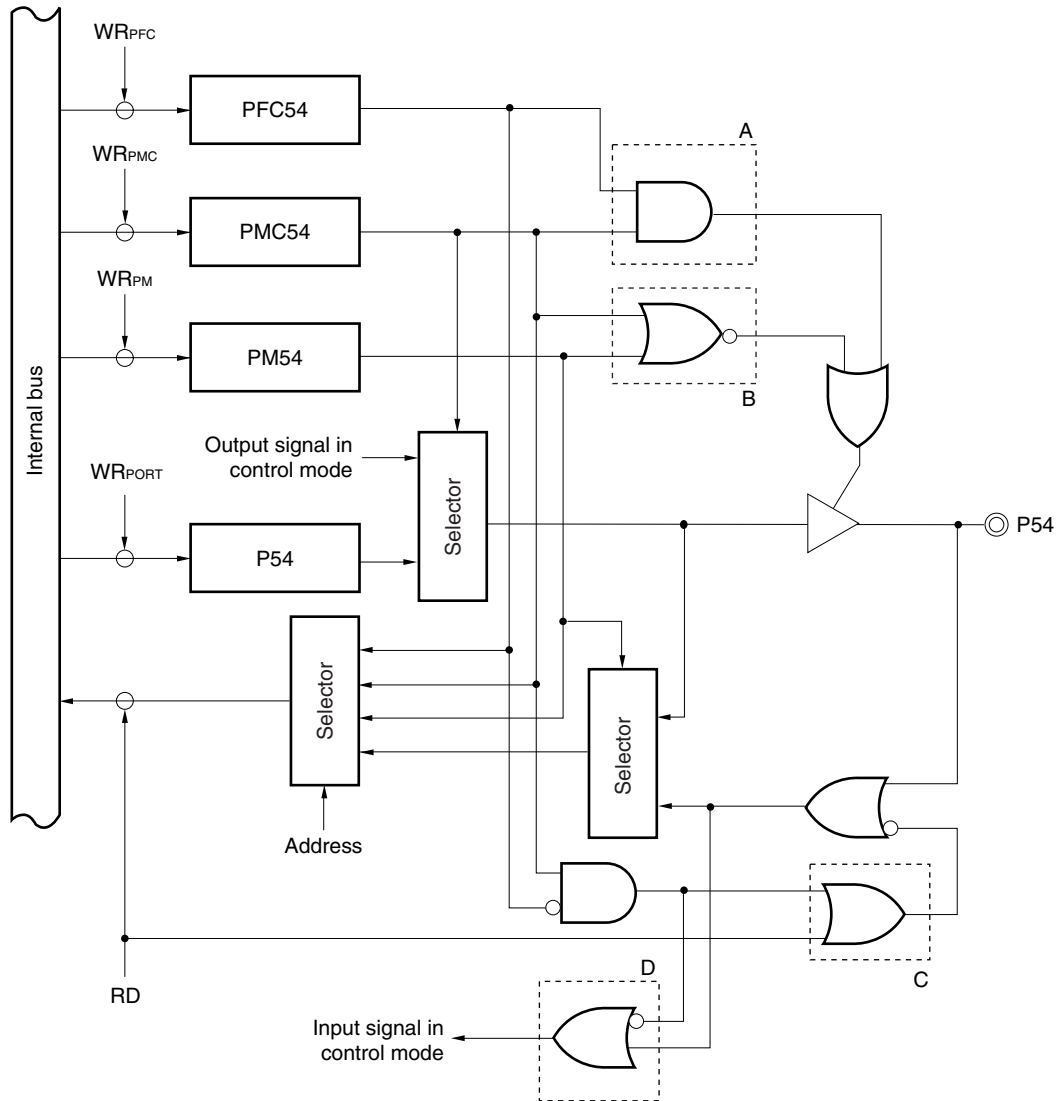 WRPFC
PFC54
A
WRPMC
PMC54
WRPM
PM54
B
Internal bus
Output signal in
control mode
Selector
WRPORT
P54
P54
Selector
Selector
Address
RD
C
D
Input signal in
control mode